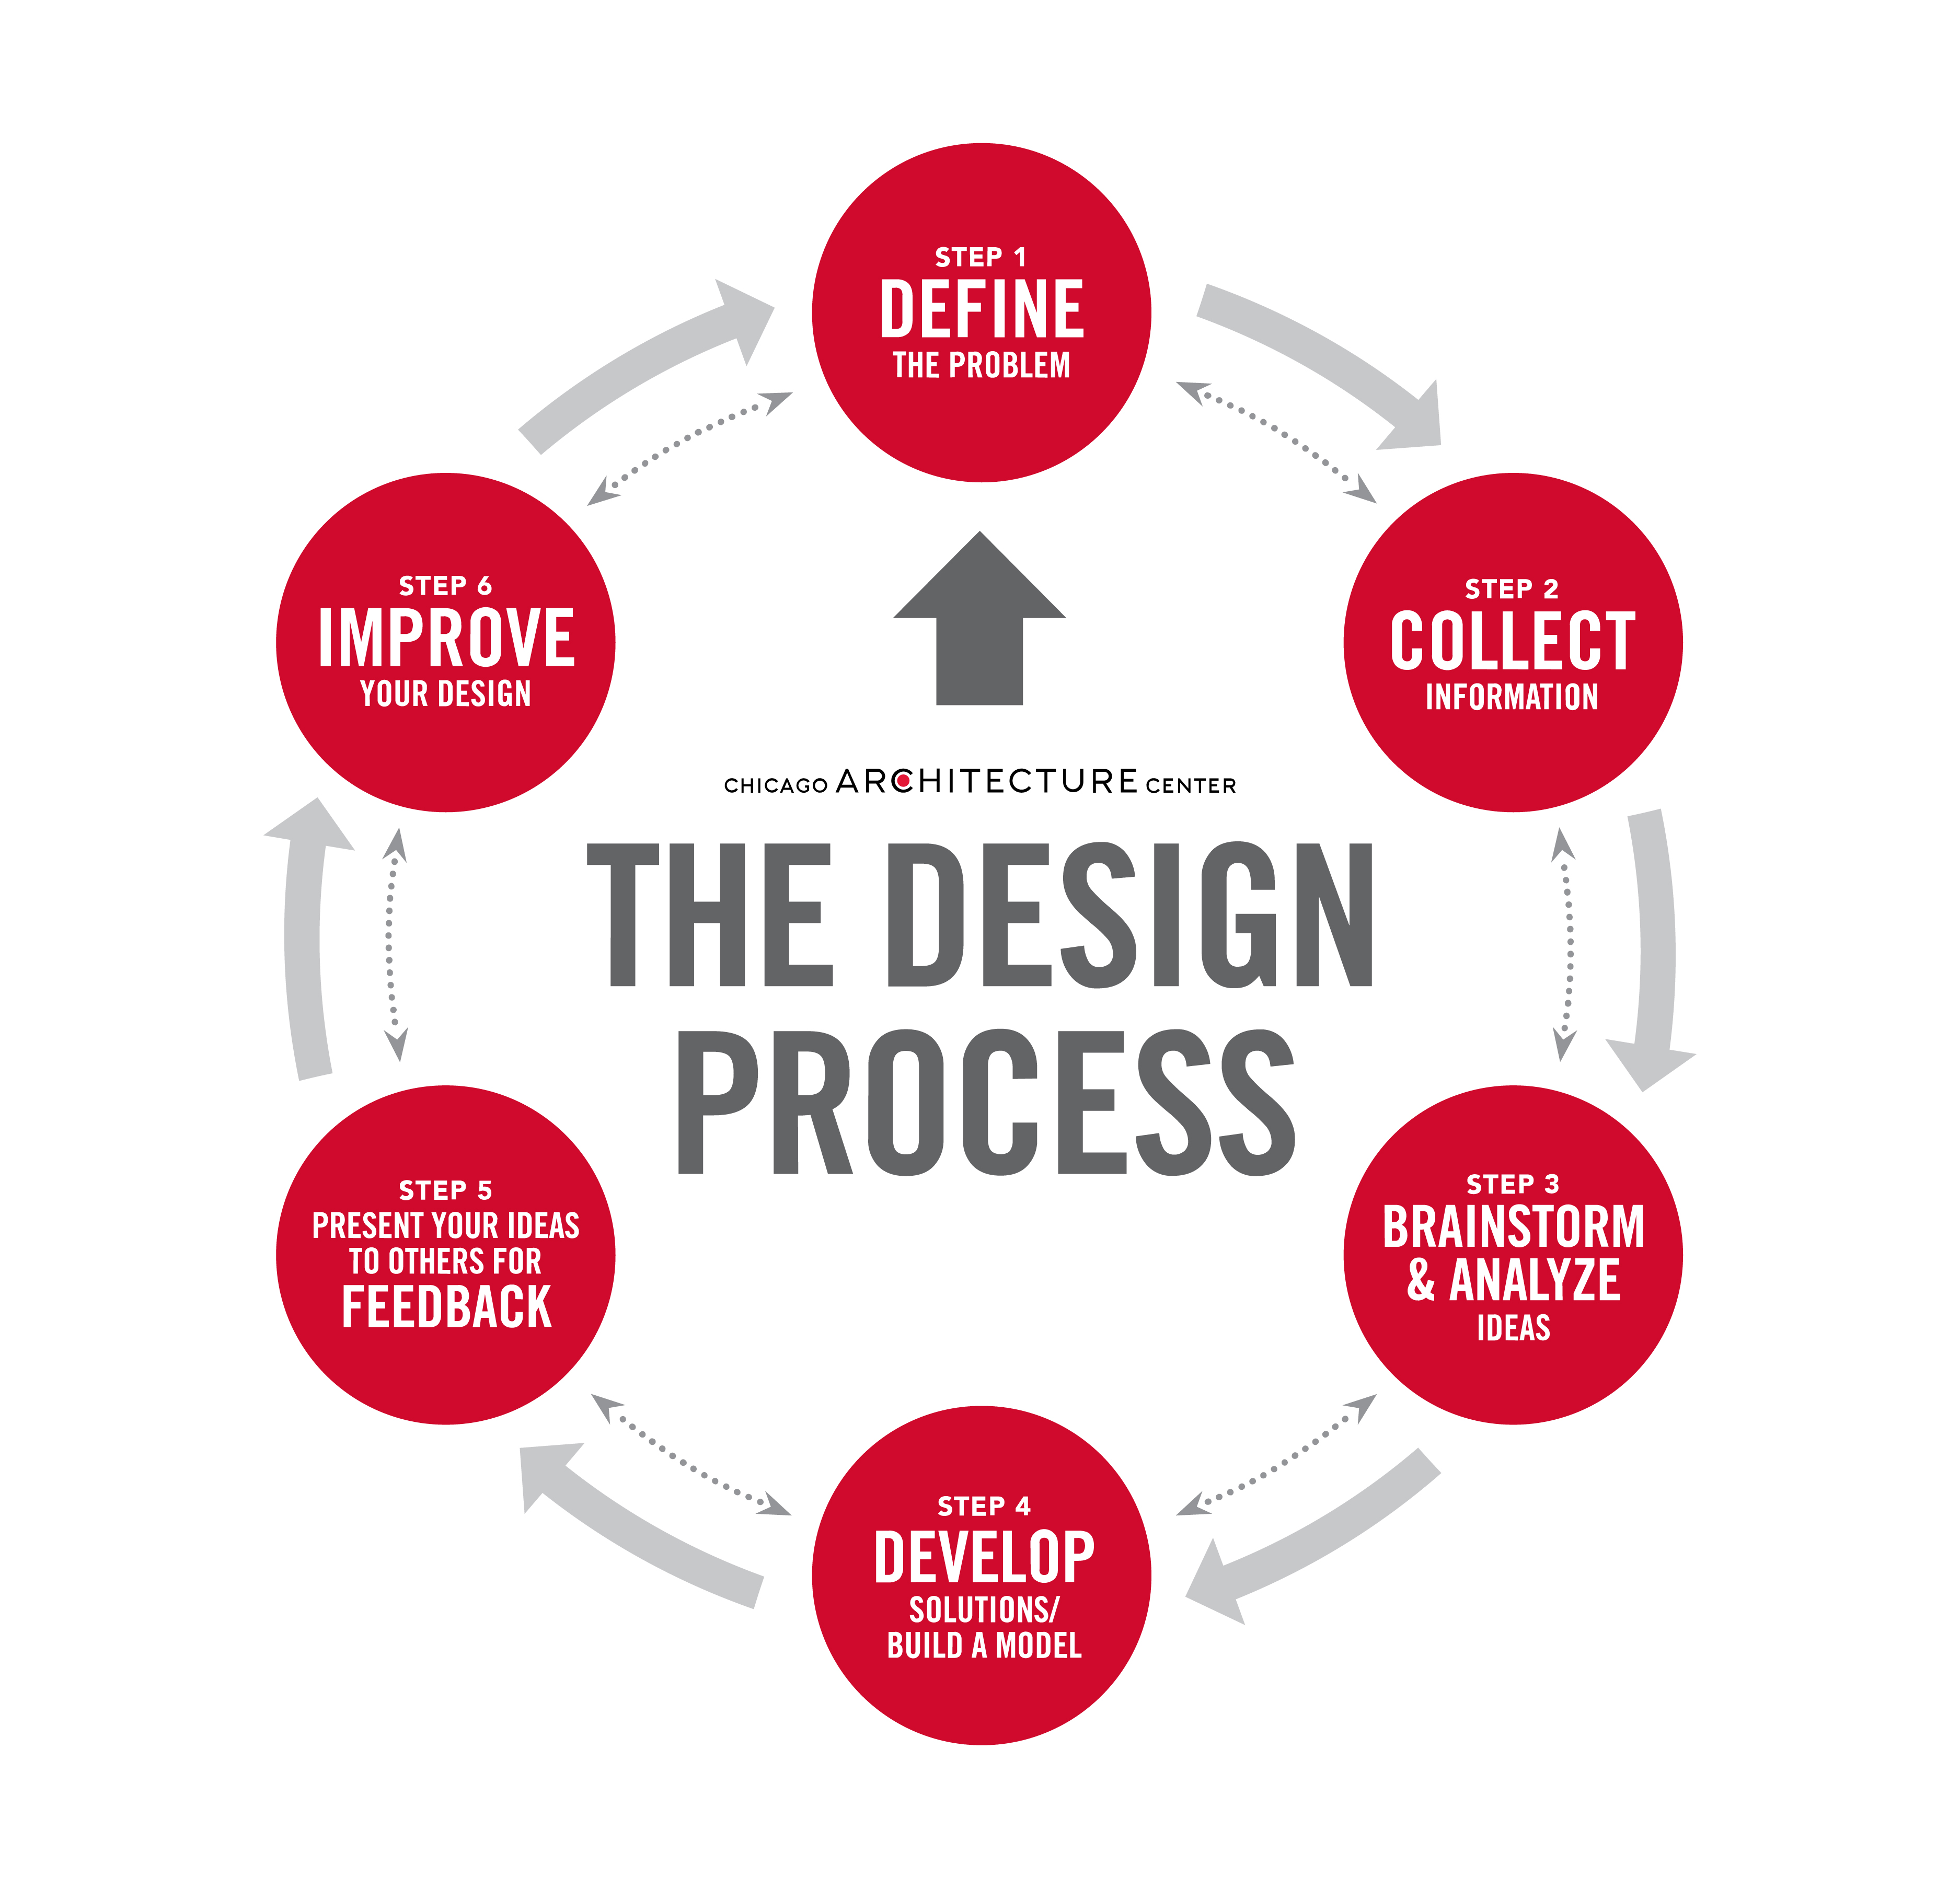 STEP 1
DEFINE
THE PROBLEM
STEP 2
COLLECT
INFORMATION
STEP 3
BRAINSTORM
& ANALYZE
IDEAS
STEP 4
DEVELOP
SOLUTIONS/
BUILD A MODEL
STEP 5
PRESENT YOUR IDEAS
TO OTHERS FOR
FEEDBACK
STEP 6
IMPROVE
YOUR DESIGN
CHICAGO ARCHITECTURE CENTER
THE DESIGN
PROCESS